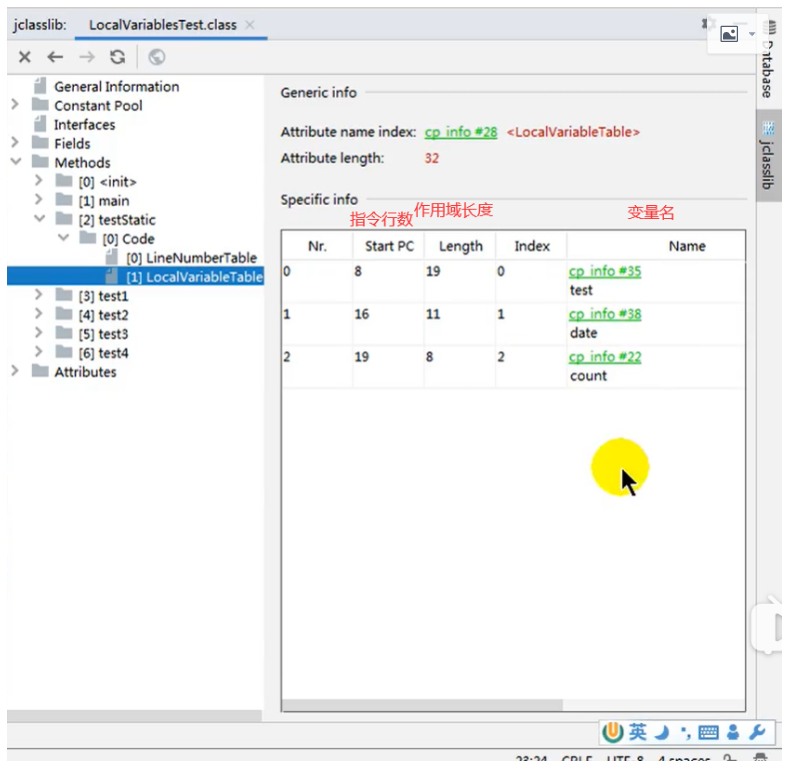 jclasslib: LocalVariablesTest.class
General Information
Constant Pool
Interfaces
Fields
Methods
[0] <init>
[1] main
[2] testStatic
[0] Code
[0] LineNumberTable
[1] LocalVariableTable
[3] test1
[4] test2
[5] test3
[6] test4
Attributes
Generic info
Attribute name index: cp info #28 <LocalVariableTable>
Attribute length: 32
Specific info
指令行数 作用域长度 变量名
Nr. Start PC Length Index Name
0 8 19 0 cp info #35
test
1 16 11 1 cp info #38
date
2 19 8 2 cp info #22
count
Database
jclasslib
英
23:24 CRLF UTF-8 4 spaces